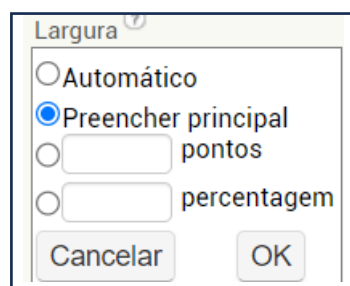 Largura ?
Automático
Preencher principal
pontos
percentagem
Cancelar OK